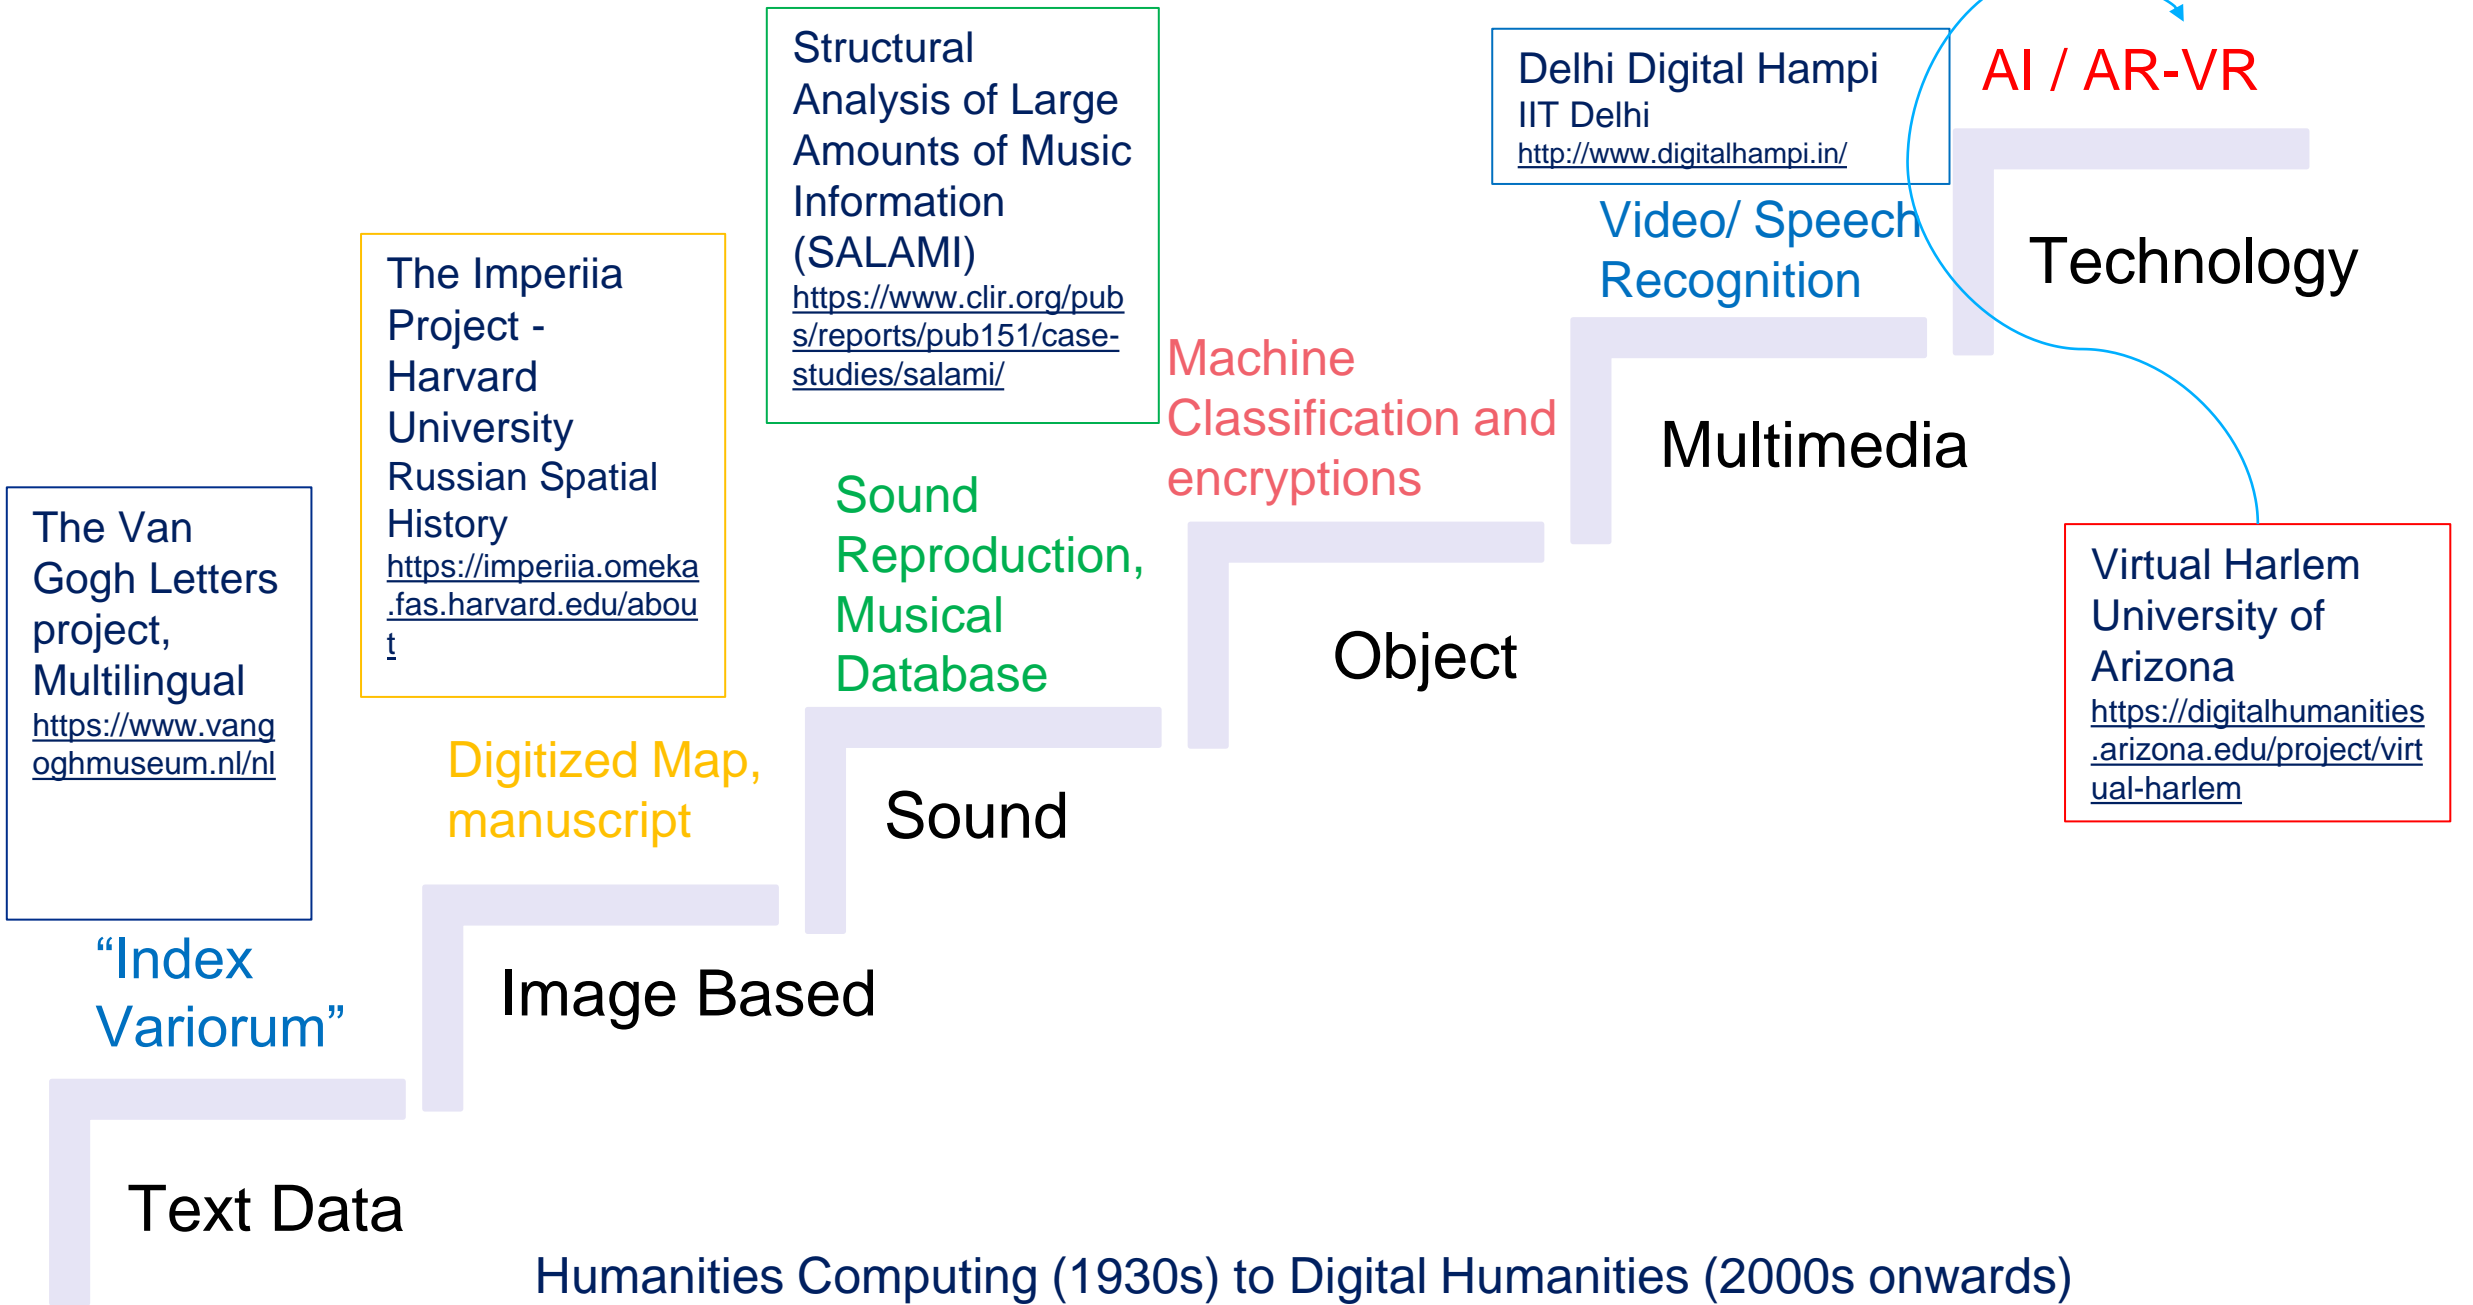 Structural
Analysis of Large
Amounts of Music
Information
(SALAMI)
https://www.clir.org/pub
s/reports/pub151/case-
studies/salami/
Delhi Digital Hampi
IIT Delhi
http://www.digitalhampi.in/
AI / AR-VR
The Imperiia
Project -
Harvard
University
Russian Spatial
History
https://imperiia.omeka
.fas.harvard.edu/abou
t
Video/ Speech
Recognition
Technology
Machine
Classification and
encryptions
Multimedia
The Van
Gogh Letters
project,
Multilingual
https://www.vang
oghmuseum.nl/nl
Sound
Reproduction,
Musical
Database
Object
Virtual Harlem
University of
Arizona
https://digitalhumanities
.arizona.edu/project/virt
ual-harlem
Digitized Map,
manuscript
Sound
“Index
Variorum”
Image Based
Text Data
Humanities Computing (1930s) to Digital Humanities (2000s onwards)